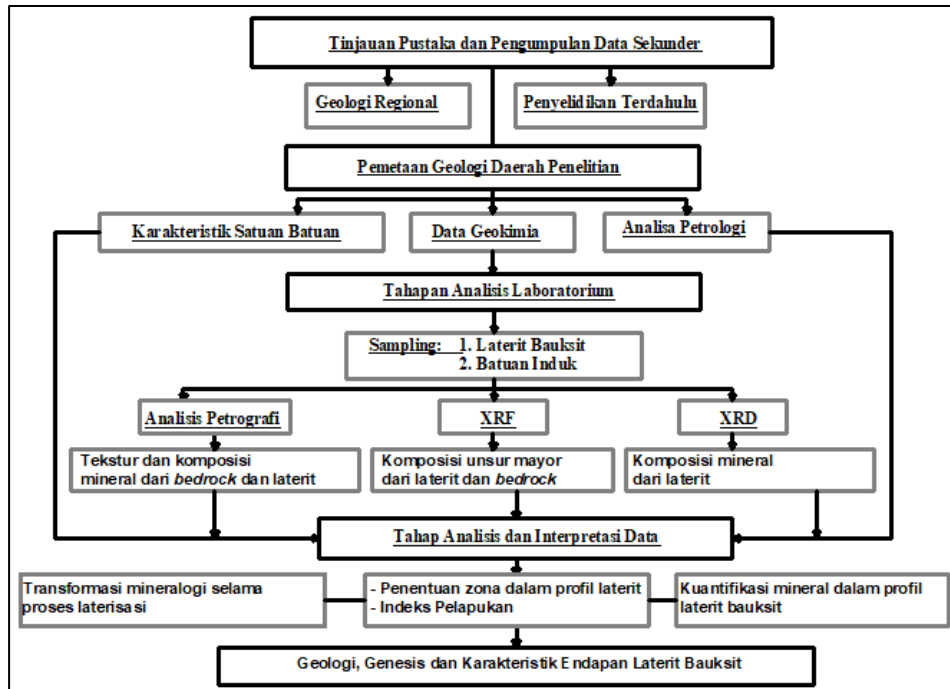 Tinjauan Pustaka dan Pengumpulan Data Sekunder
Geologi Regional
Penyelidikan Terdahulu
Pemetaan Geologi Daerah Penelitian
Karakteristik Satuan Batuan
Data Geokimia
Analisa Petrologi
Tahapan Analisis Laboratorium
Sampling: 1. Laterit Bauksit
2. Batuan Induk
Analisis Petrografi
XRF
XRD
Tekstur dan komposisi
mineral dari bedrock dan laterit
Komposisi unsur mayor
dari laterit dan bedrock
Komposisi mineral
dari laterit
Tahap Analisis dan Interpretasi Data
Transformasi mineralogi selama
proses laterisasi
- Penentuan zona dalam profil laterit
- Indeks Pelapukan
Kuantifikasi mineral dalam profil
laterit bauksit
Geologi, Genesis dan Karakteristik Endapan Laterit Bauksit